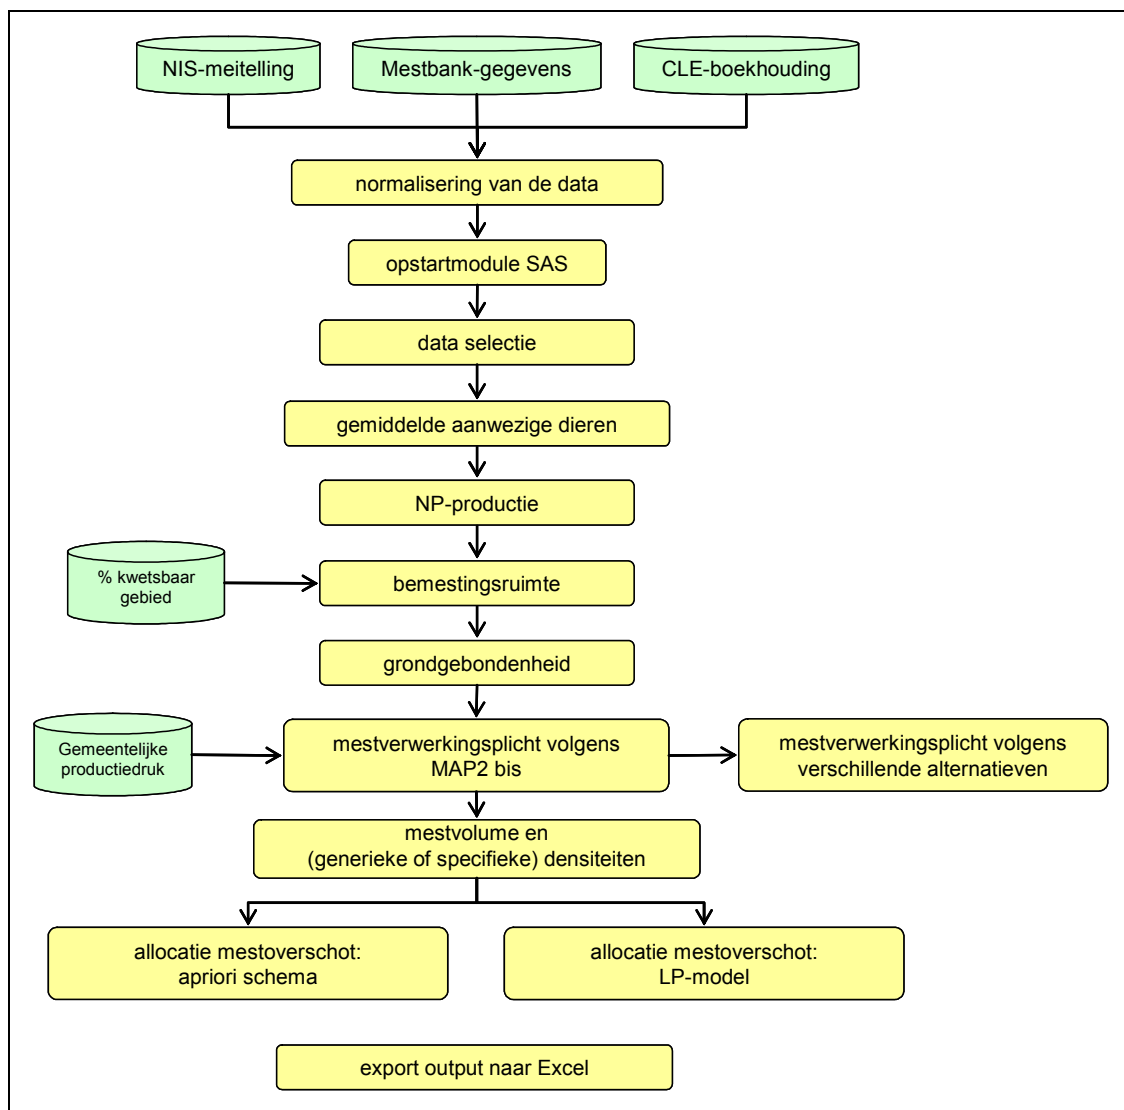 NIS-meitelling
Mestbank-gegevens
CLE-boekhouding
normalisering van de data
opstartmodule SAS
data selectie
gemiddelde aanwezige dieren
NP-productie
% kwetsbaar
gebied
bemestingsruimte
grondgebondenheid
Gemeentelijke
productiedruk
mestverwerkingsplicht volgens
MAP2 bis
mestverwerkingsplicht volgens
verschillende alternatieven
mestvolume en
(generieke of specifieke) densiteiten
allocatie mestoverschot:
apriori schema
allocatie mestoverschot:
LP-model
export output naar Excel